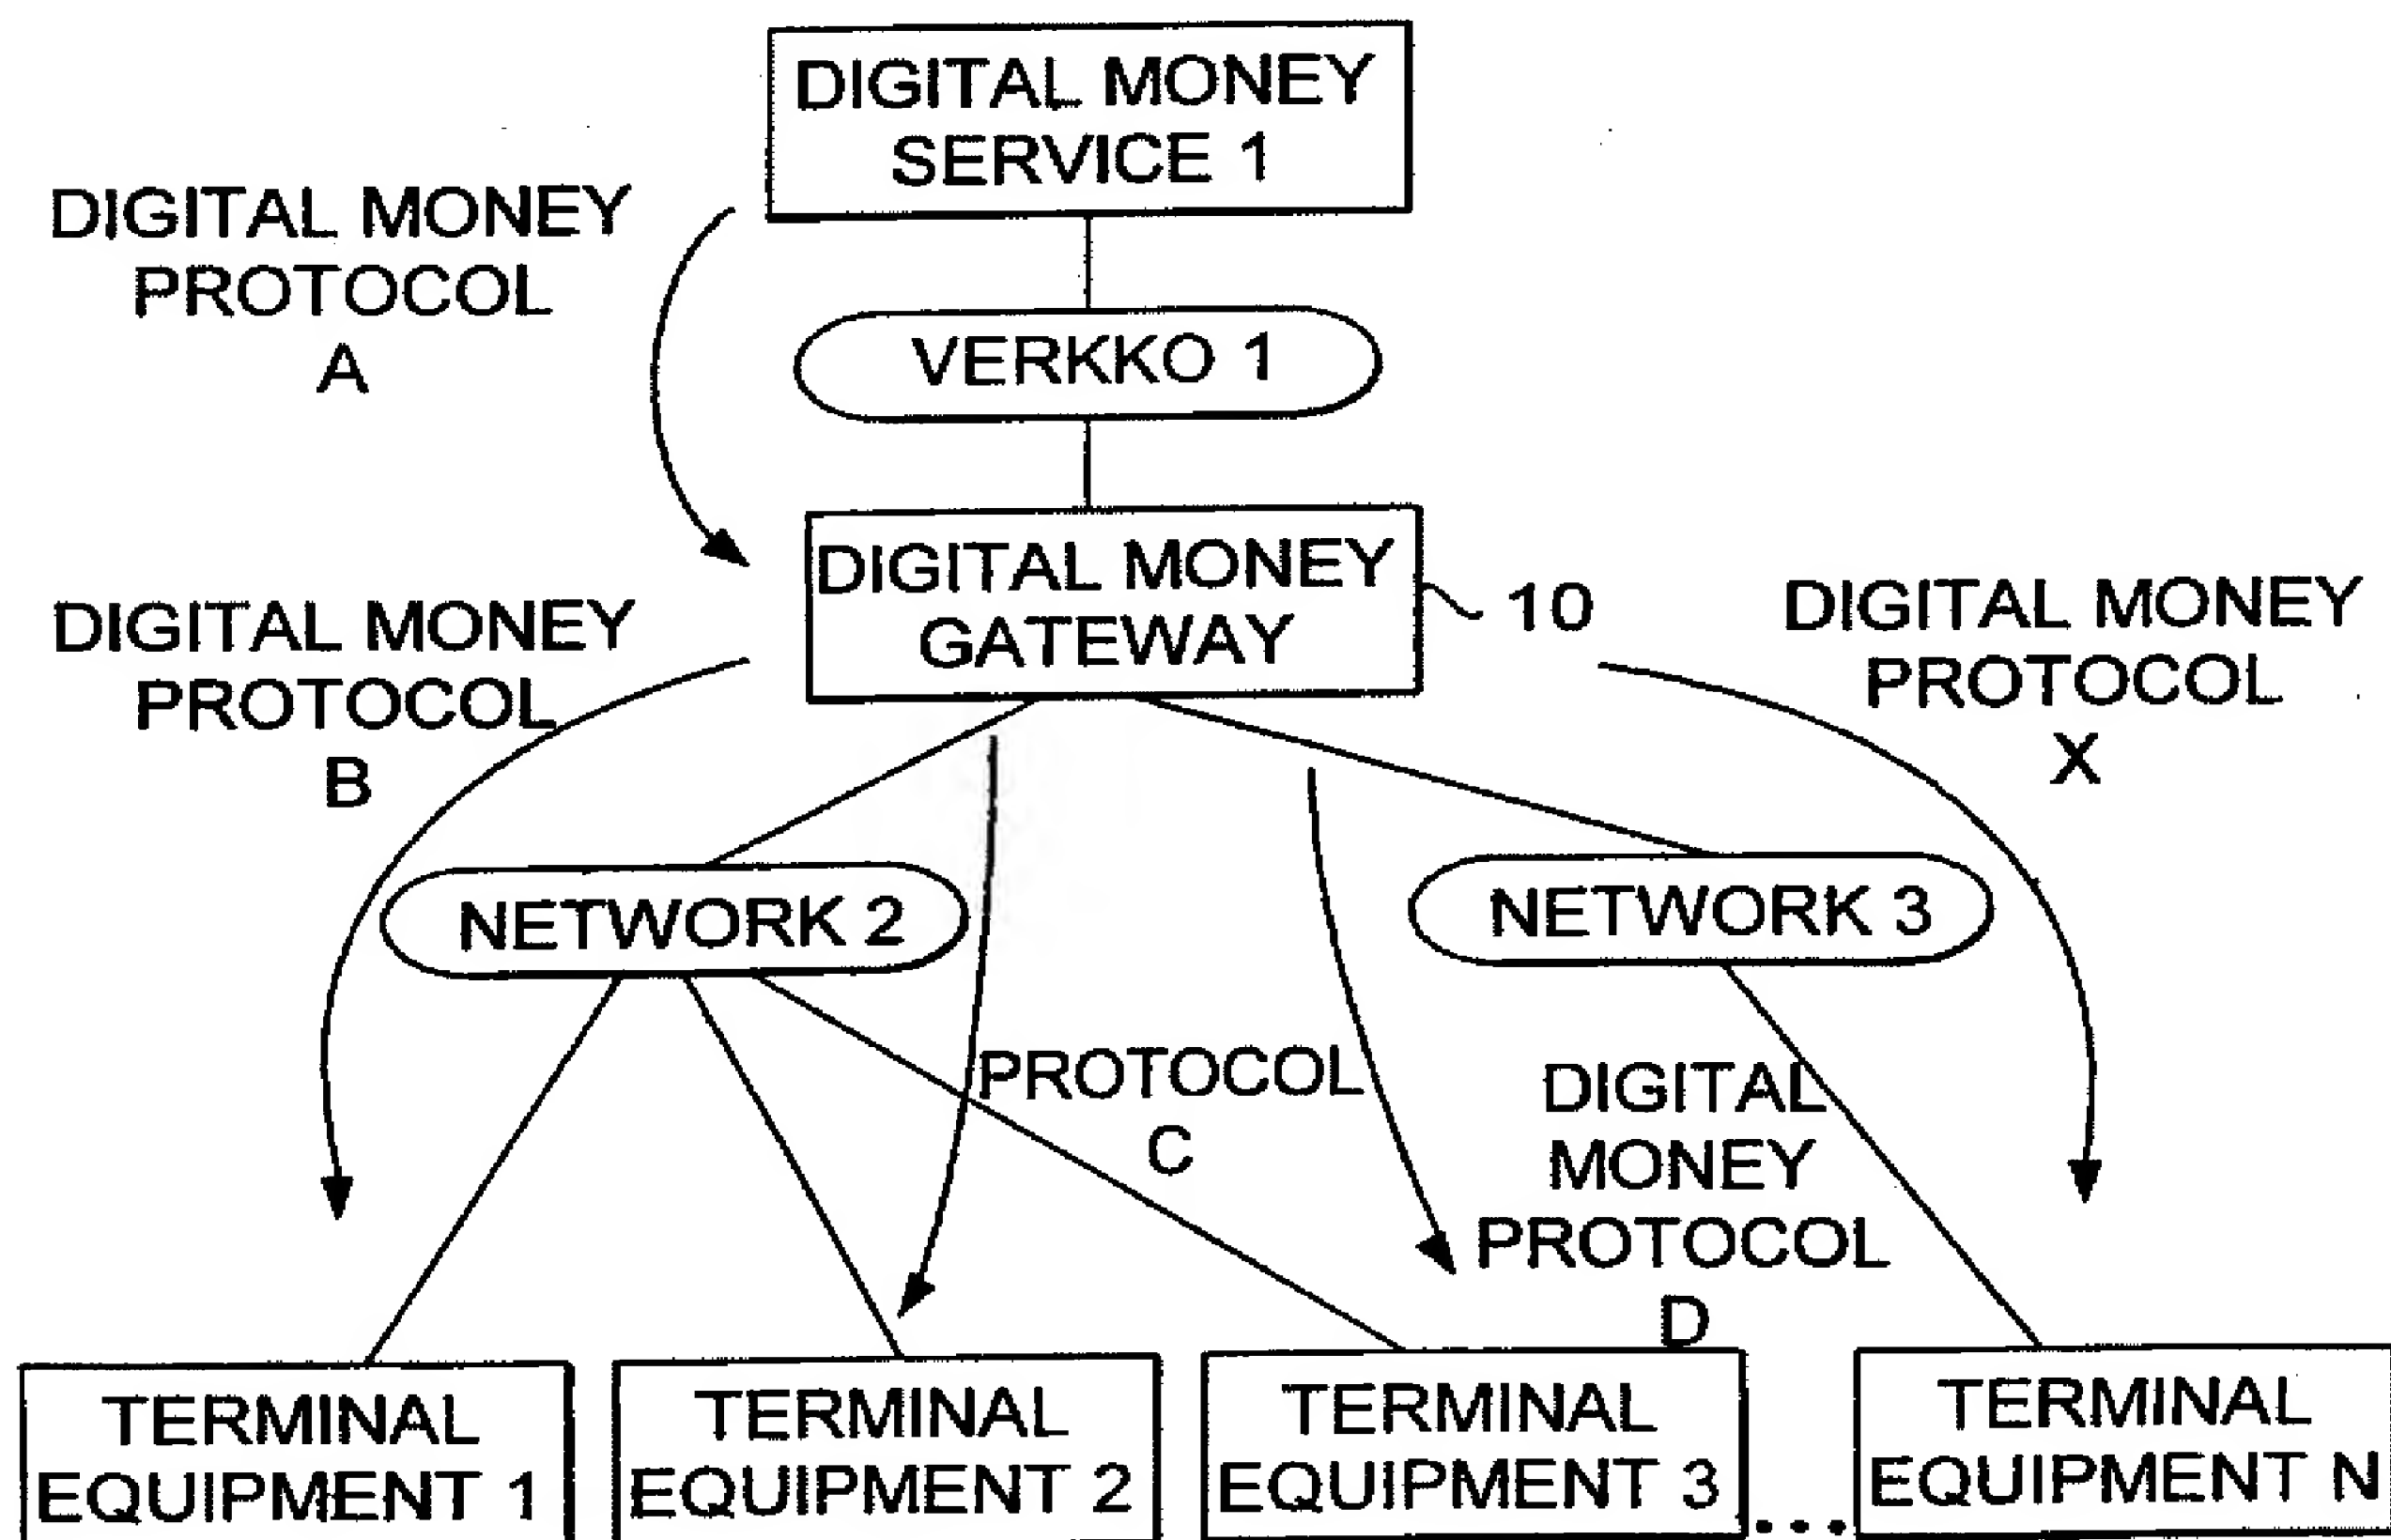 DIGITAL MONEY
SERVICE 1
DIGITAL MONEY
PROTOCOL
A
VERKKO 1
DIGITAL MONEY
GATEWAY
10
DIGITAL MONEY
PROTOCOL
B
DIGITAL MONEY
PROTOCOL
X
NETWORK 2
NETWORK 3
PROTOCOL
C
DIGITAL
MONEY
PROTOCOL
D
TERMINAL
EQUIPMENT 1
TERMINAL
EQUIPMENT 2
TERMINAL
EQUIPMENT 3
...
TERMINAL
EQUIPMENT N